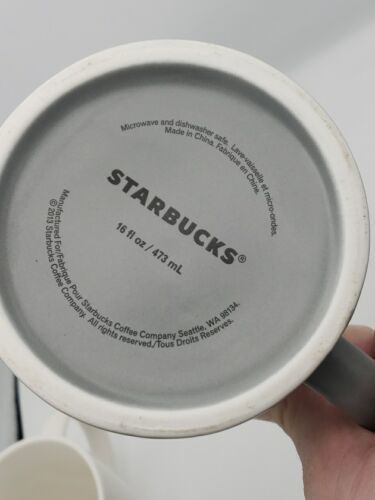 Microwave and dishwasher safe. Lave-vaisselle et micro-ondes.
Made in China. Fabriqué en Chine.
STARBUCKS®
16 fl oz / 473 mL
Manufactured For/Fabrique Pour Starbucks Coffee Company Seattle, WA 98134.
©2013 Starbucks Coffee Company. All rights reserved./Tous Droits Reserves.